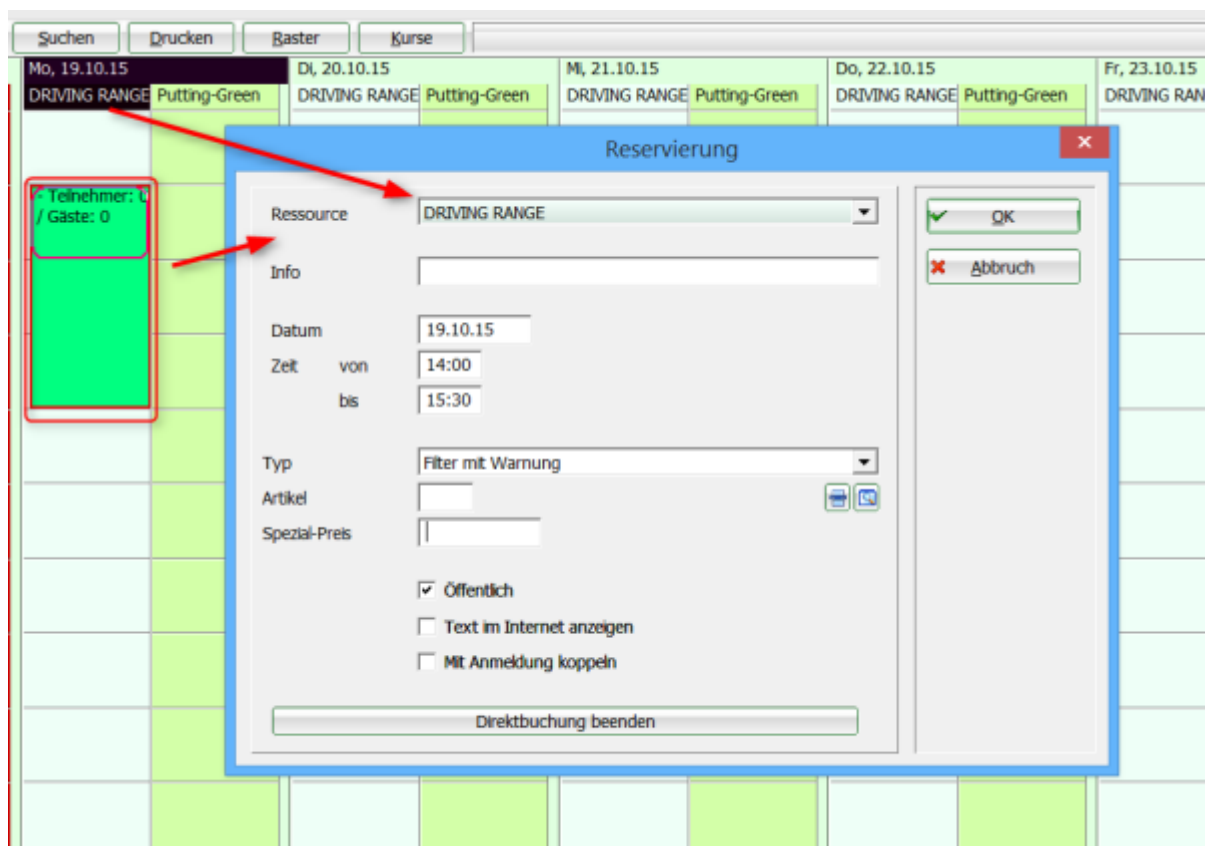 Suchen Drucken Raster Kurse
Mo, 19.10.15 Di, 20.10.15 Mi, 21.10.15 Do, 22.10.15 Fr, 23.10.15
DRIVING RANGE Putting-Green DRIVING RANGE Putting-Green DRIVING RANGE Putting-Green DRIVING RANGE Putting-Green DRIVING RAN
Reservierung
- Teilnehmer: 0
/ Gäste: 0
Ressource DRIVING RANGE
OK
Info
Abbruch
Datum 19.10.15
Zeit von 14:00
bis 15:30
Typ Filter mit Warnung
Artikel
Spezial-Preis
Öffentlich
Text im Internet anzeigen
Mit Anmeldung koppeln
Direktbuchung beenden